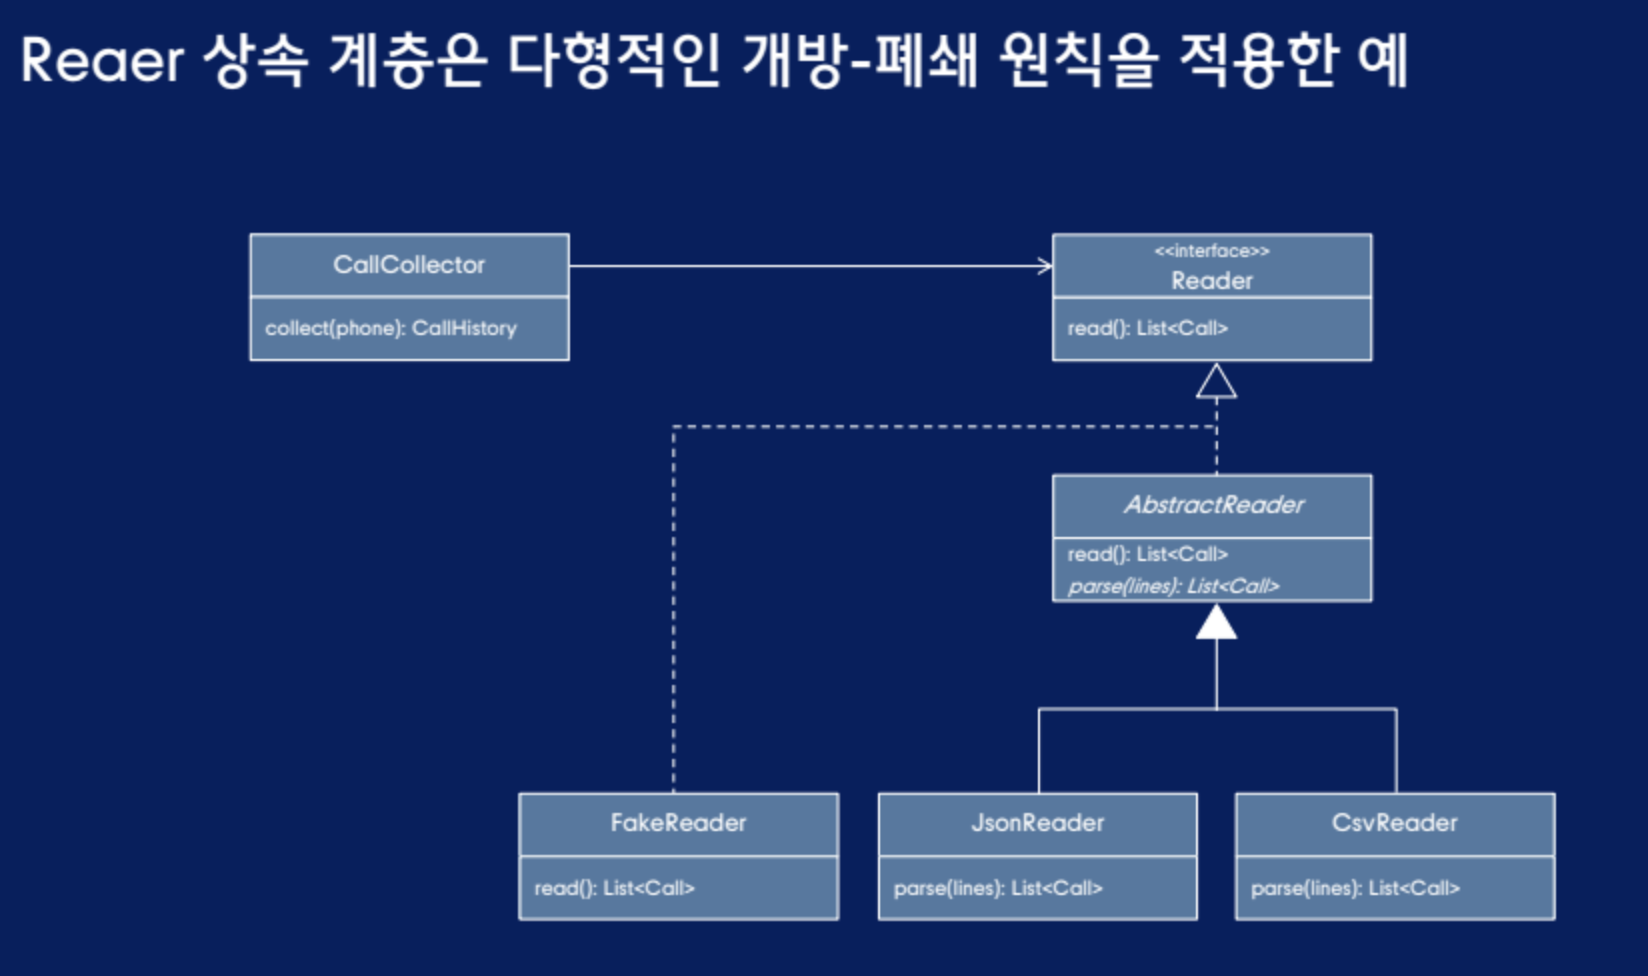 Reaer 상속 계층은 다형적인 개방-폐쇄 원칙을 적용한 예
CallCollector
collect(phone): CallHistory
<<interface>>
Reader
read(): List<Call>
AbstractReader
read(): List<Call>
parse(lines): List<Call>
FakeReader
read(): List<Call>
JsonReader
parse(lines): List<Call>
CsvReader
parse(lines): List<Call>